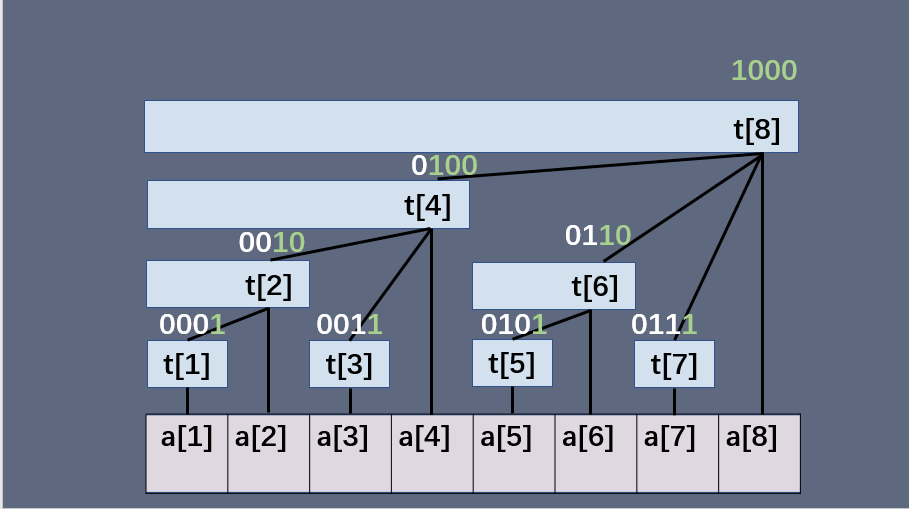 1000
t[8]
0100
t[4]
0010 0110
t[2] t[6]
0001 0011 0101 0111
t[1] t[3] t[5] t[7]
a[1] a[2] a[3] a[4] a[5] a[6] a[7] a[8]